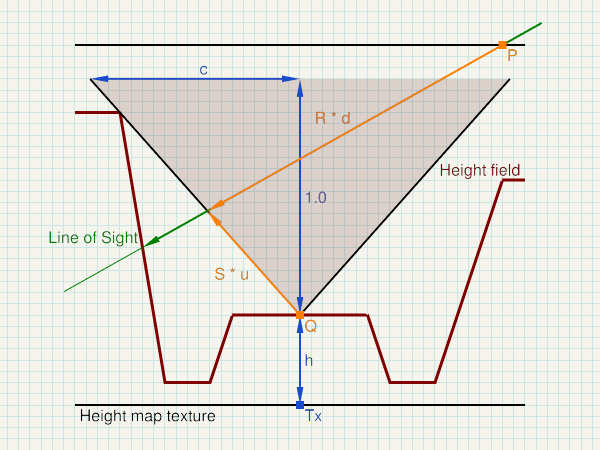 c
P
R * d
Height field
1.0
Line of Sight
S * u
Q
h
Height map texture
Tx